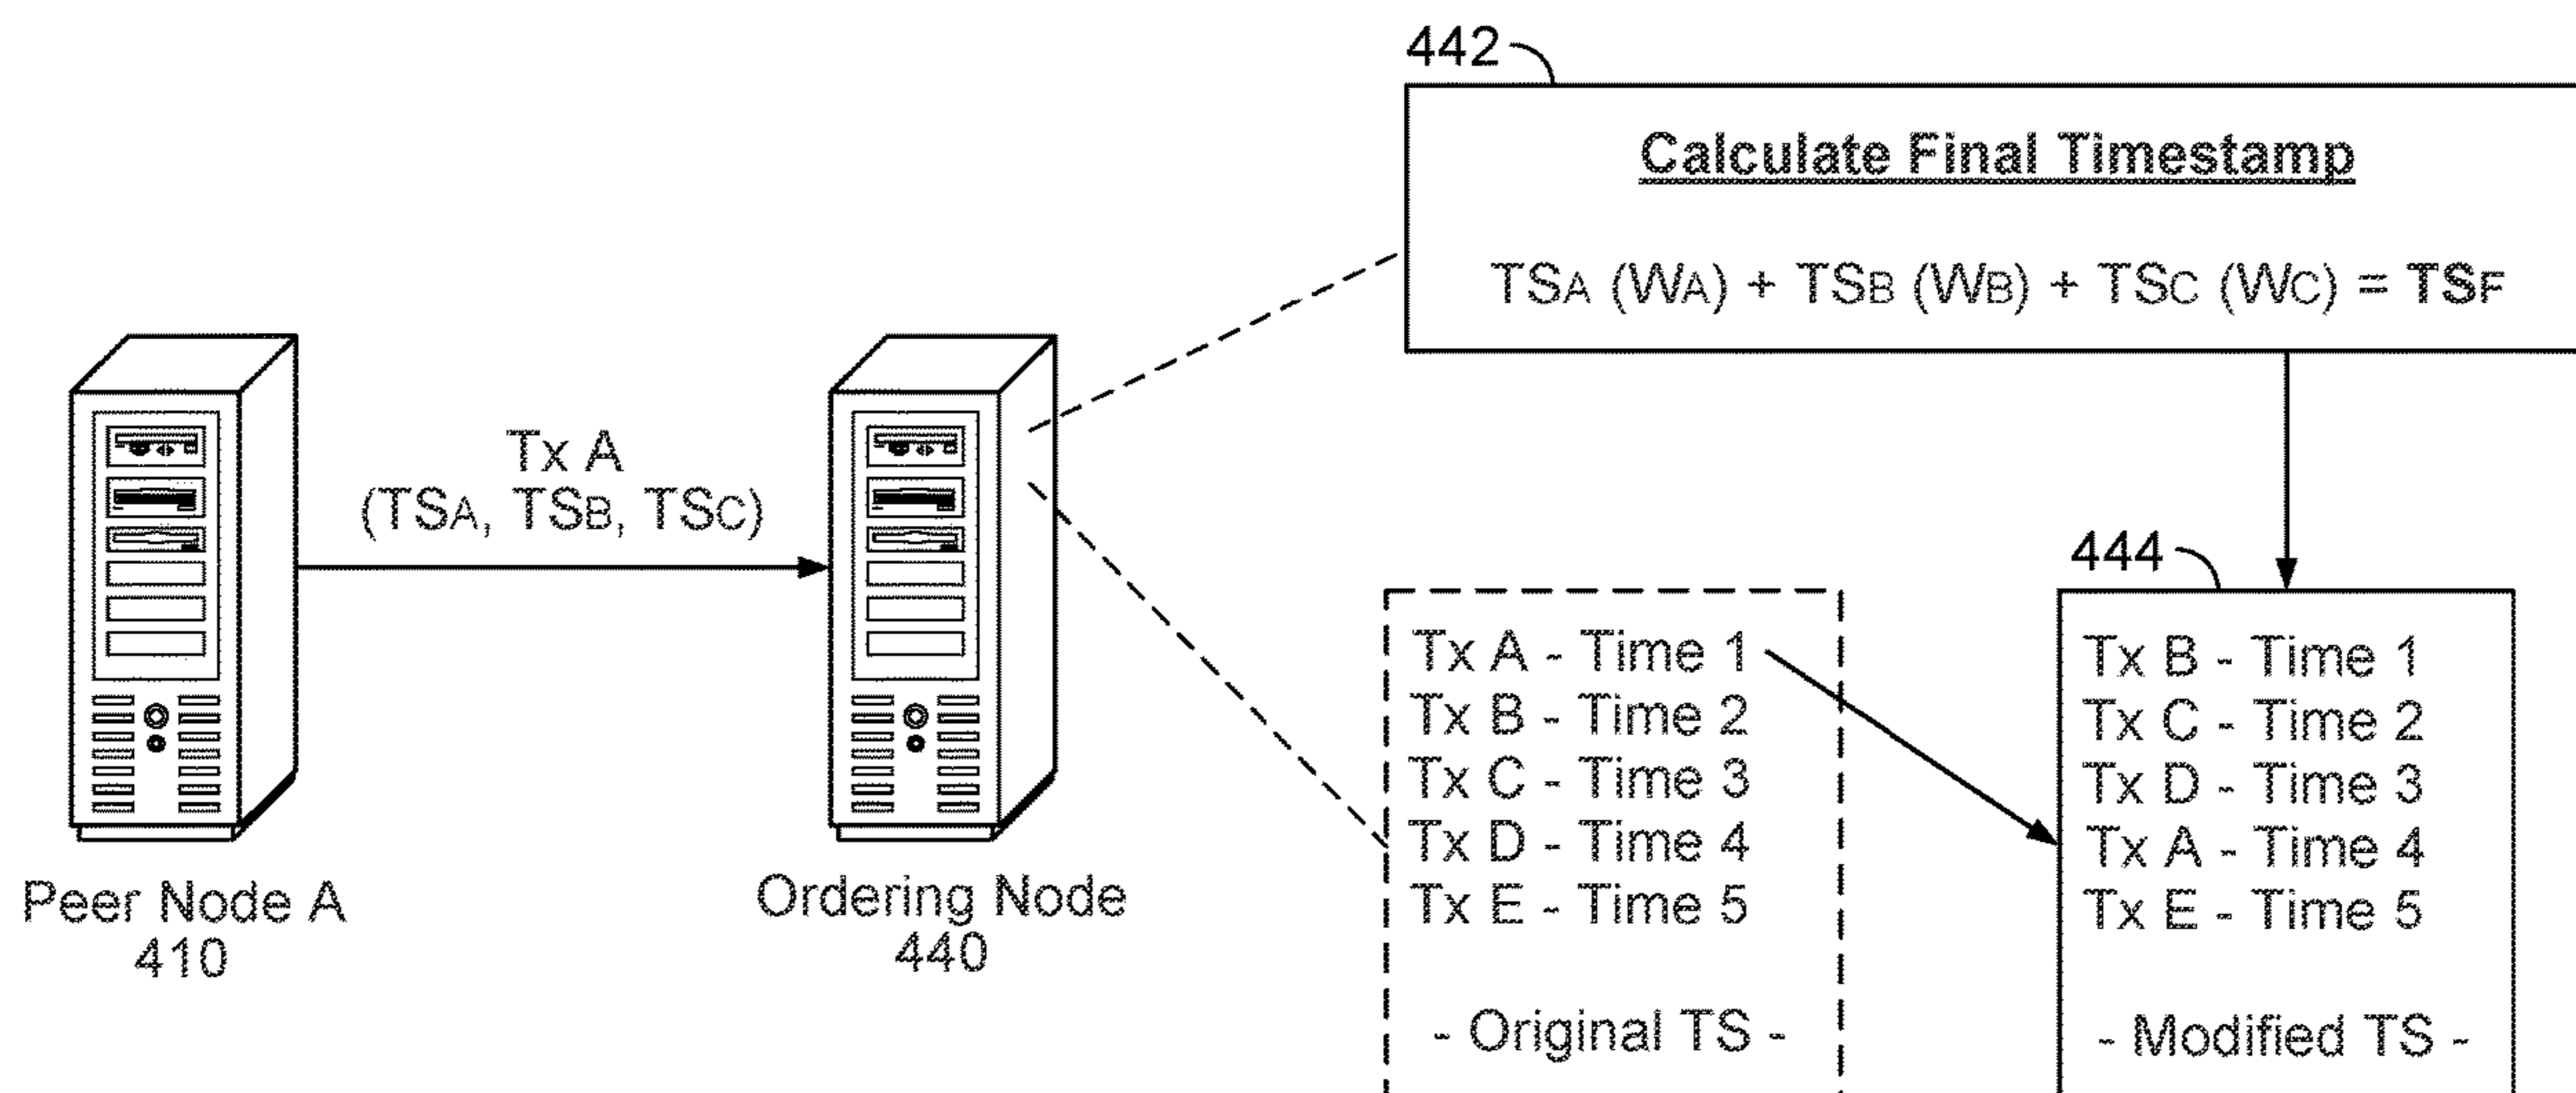 442
Calculate Final Timestamp
TSA (WA) + TSB (WB) + TSC (WC) = TSF
Tx A
(TSA, TSB, TSC)
Peer Node A
410
Ordering Node
440
Tx A - Time 1
Tx B - Time 2
Tx C - Time 3
Tx D - Time 4
Tx E - Time 5
- Original TS -
444
Tx B - Time 1
Tx C - Time 2
Tx D - Time 3
Tx A - Time 4
Tx E - Time 5
- Modified TS -